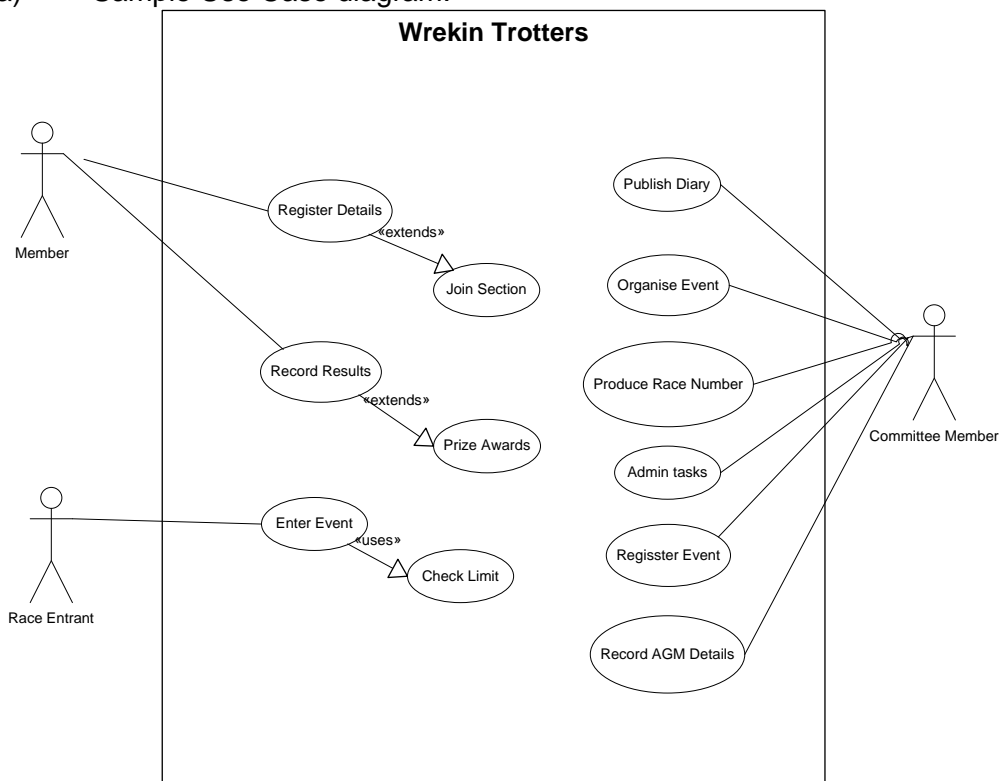 a) Sample Use Case diagram.
Wrekin Trotters
Member
Register Details
«extends»
Join Section
Record Results
«extends»
Prize Awards
Race Entrant
Enter Event
«uses»
Check Limit
Publish Diary
Organise Event
Produce Race Number
Admin tasks
Regisster Event
Record AGM Details
Committee Member